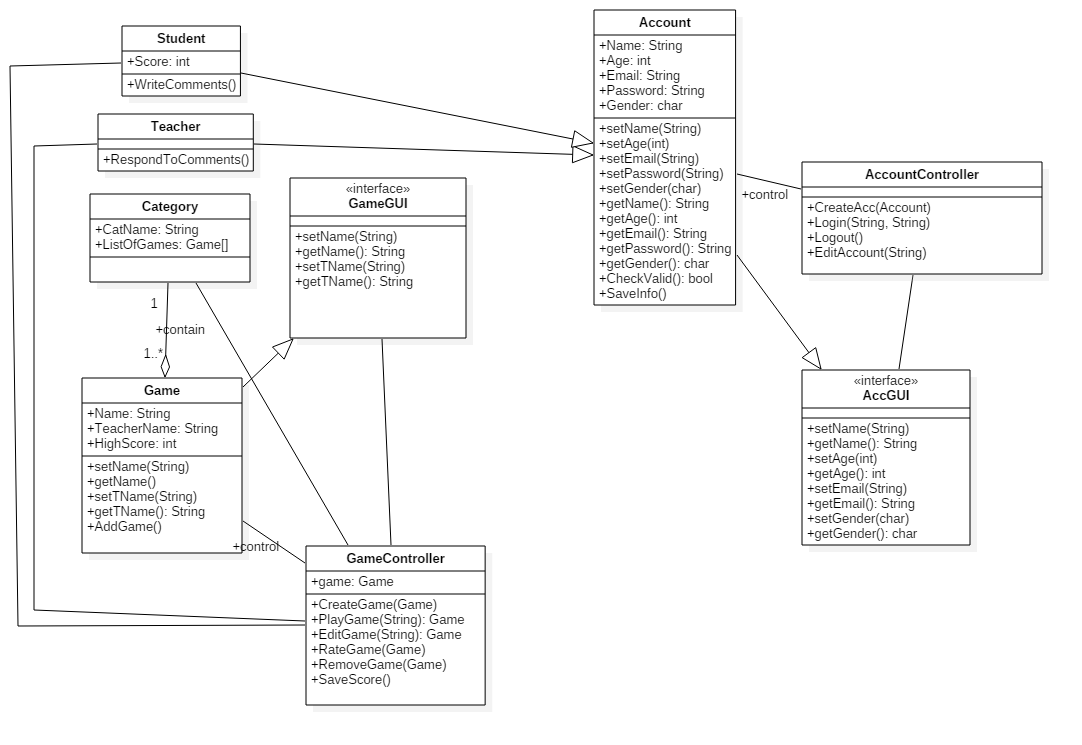 Student
+Score: int
+WriteComments()
Teacher
+RespondToComments()
Category
+CatName: String
+ListOfGames: Game[]
1
+contain
1..*
«interface»
GameGUI
+setName(String)
+getName(): String
+setTName(String)
+getTName(): String
Game
+Name: String
+TeacherName: String
+HighScore: int
+setName(String)
+getName()
+setTName(String)
+getTName(): String
+AddGame()
+control
GameController
+game: Game
+CreateGame(Game)
+PlayGame(String): Game
+EditGame(String): Game
+RateGame(Game)
+RemoveGame(Game)
+SaveScore()
Account
+Name: String
+Age: int
+Email: String
+Password: String
+Gender: char
+setName(String)
+setAge(int)
+setEmail(String)
+setPassword(String)
+setGender(char)
+getName(): String
+getAge(): int
+getEmail(): String
+getPassword(): String
+getGender(): char
+CheckValid(): bool
+SaveInfo()
+control
AccountController
+CreateAcc(Account)
+Login(String, String)
+Logout()
+EditAccount(String)
«interface»
AccGUI
+setName(String)
+getName(): String
+setAge(int)
+getAge(): int
+setEmail(String)
+getEmail(): String
+setGender(char)
+getGender(): char